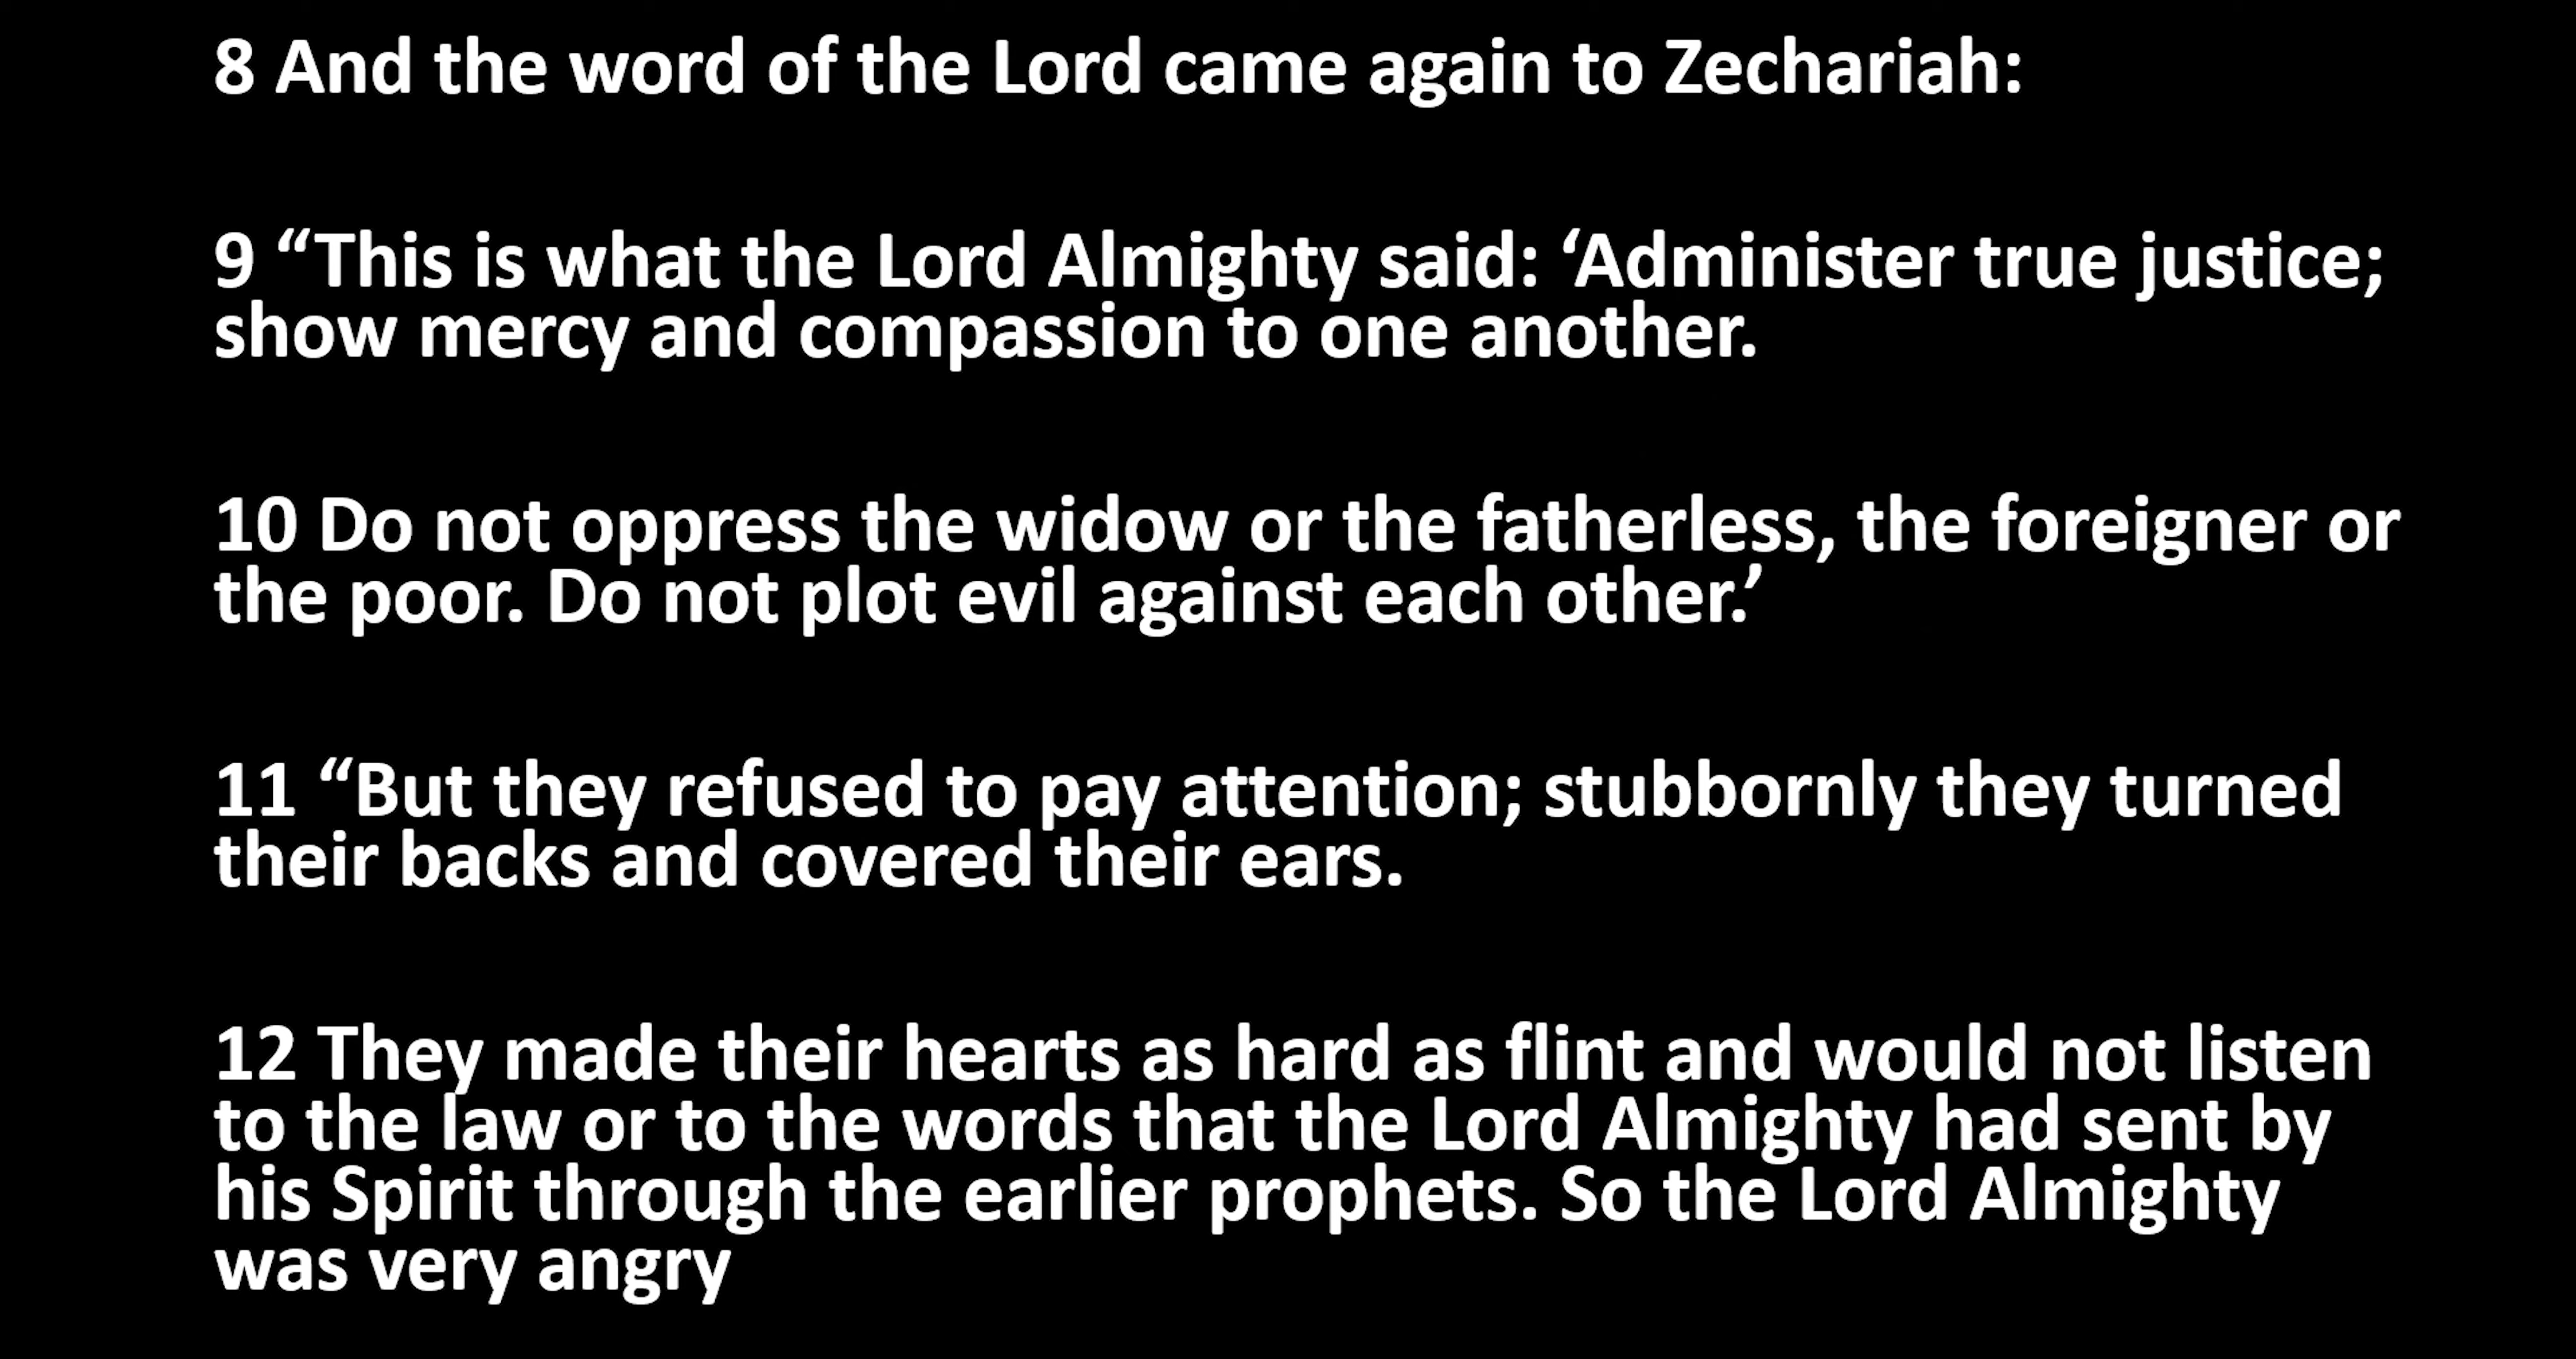 8 And the word of the Lord came again to Zechariah:
9 “This is what the Lord Almighty said: ‘Administer true justice;
show mercy and compassion to one another.
10 Do not oppress the widow or the fatherless, the foreigner or
the poor. Do not plot evil against each other.’
11 “But they refused to pay attention; stubbornly they turned
their backs and covered their ears.
12 They made their hearts as hard as flint and would not listen
to the law or to the words that the Lord Almighty had sent by
his Spirit through the earlier prophets. So the Lord Almighty
was very angry